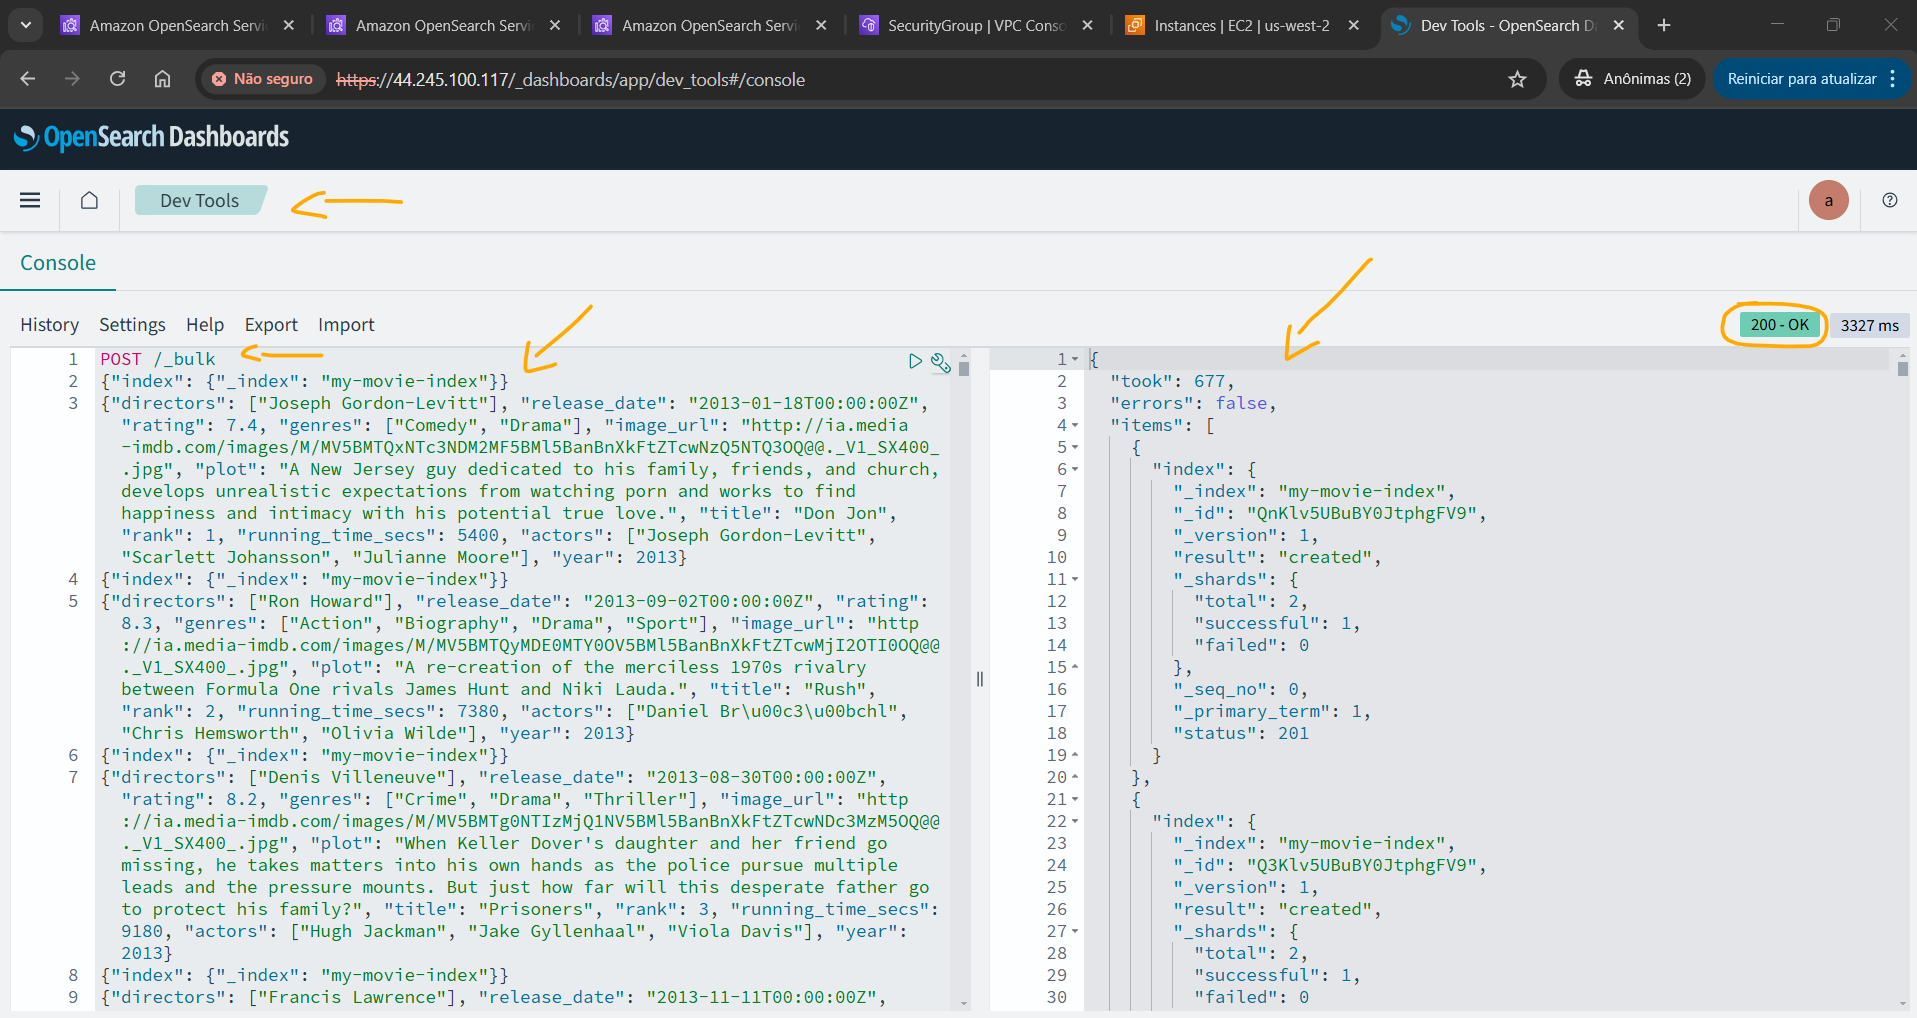 Amazon OpenSearch Servi
Amazon OpenSearch Servi
Amazon OpenSearch Servi
SecurityGroup | VPC Conso
Instances | EC2 | us-west-2
Dev Tools - OpenSearch D
Não seguro
https://44.245.100.117/_dashboards/app/dev_tools#/console
Anônimas (2)
Reiniciar para atualizar
OpenSearch Dashboards
Dev Tools
a
Console
History Settings Help Export Import
200 - OK
3327 ms
1 POST /_bulk
2 {"index": {"_index": "my-movie-index"}}
3 {"directors": ["Joseph Gordon-Levitt"], "release_date": "2013-01-18T00:00:00Z",
"rating": 7.4, "genres": ["Comedy", "Drama"], "image_url": "http://ia.media
-imdb.com/images/M/MV5BMTQxNTc3NDM2MF5BMl5BanBnXkFtZTcwNzQ5NTQ3OQ@@._V1_SX400_
.jpg", "plot": "A New Jersey guy dedicated to his family, friends, and church,
develops unrealistic expectations from watching porn and works to find
happiness and intimacy with his potential true love.", "title": "Don Jon",
"rank": 1, "running_time_secs": 5400, "actors": ["Joseph Gordon-Levitt",
"Scarlett Johansson", "Julianne Moore"], "year": 2013}
4 {"index": {"_index": "my-movie-index"}}
5 {"directors": ["Ron Howard"], "release_date": "2013-09-02T00:00:00Z", "rating":
8.3, "genres": ["Action", "Biography", "Drama", "Sport"], "image_url": "http
://ia.media-imdb.com/images/M/MV5BMTQyMDE0MTY0OV5BMl5BanBnXkFtZTcwMjI2OTI0OQ@@
._V1_SX400_.jpg", "plot": "A re-creation of the merciless 1970s rivalry
between Formula One rivals James Hunt and Niki Lauda.", "title": "Rush",
"rank": 2, "running_time_secs": 7380, "actors": ["Daniel Br\u00c3\u00bchl",
"Chris Hemsworth", "Olivia Wilde"], "year": 2013}
6 {"index": {"_index": "my-movie-index"}}
7 {"directors": ["Denis Villeneuve"], "release_date": "2013-08-30T00:00:00Z",
"rating": 8.2, "genres": ["Crime", "Drama", "Thriller"], "image_url": "http
://ia.media-imdb.com/images/M/MV5BMTg0NTIzMjQ1NV5BMl5BanBnXkFtZTcwNDc3MzM5OQ@@
._V1_SX400_.jpg", "plot": "When Keller Dover's daughter and her friend go
missing, he takes matters into his own hands as the police pursue multiple
leads and the pressure mounts. But just how far will this desperate father go
to protect his family?", "title": "Prisoners", "rank": 3, "running_time_secs":
9180, "actors": ["Hugh Jackman", "Jake Gyllenhaal", "Viola Davis"], "year":
2013}
8 {"index": {"_index": "my-movie-index"}}
9 {"directors": ["Francis Lawrence"], "release_date": "2013-11-11T00:00:00Z",
1 {
2 "took": 677,
3 "errors": false,
4 "items": [
5 {
6 "index": {
7 "_index": "my-movie-index",
8 "_id": "QnKlv5UBuBY0JtphgFV9",
9 "_version": 1,
10 "result": "created",
11 "_shards": {
12 "total": 2,
13 "successful": 1,
14 "failed": 0
15 },
16 "_seq_no": 0,
17 "_primary_term": 1,
18 "status": 201
19 }
20 },
21 {
22 "index": {
23 "_index": "my-movie-index",
24 "_id": "Q3Klv5UBuBY0JtphgFV9",
25 "_version": 1,
26 "result": "created",
27 "_shards": {
28 "total": 2,
29 "successful": 1,
30 "failed": 0